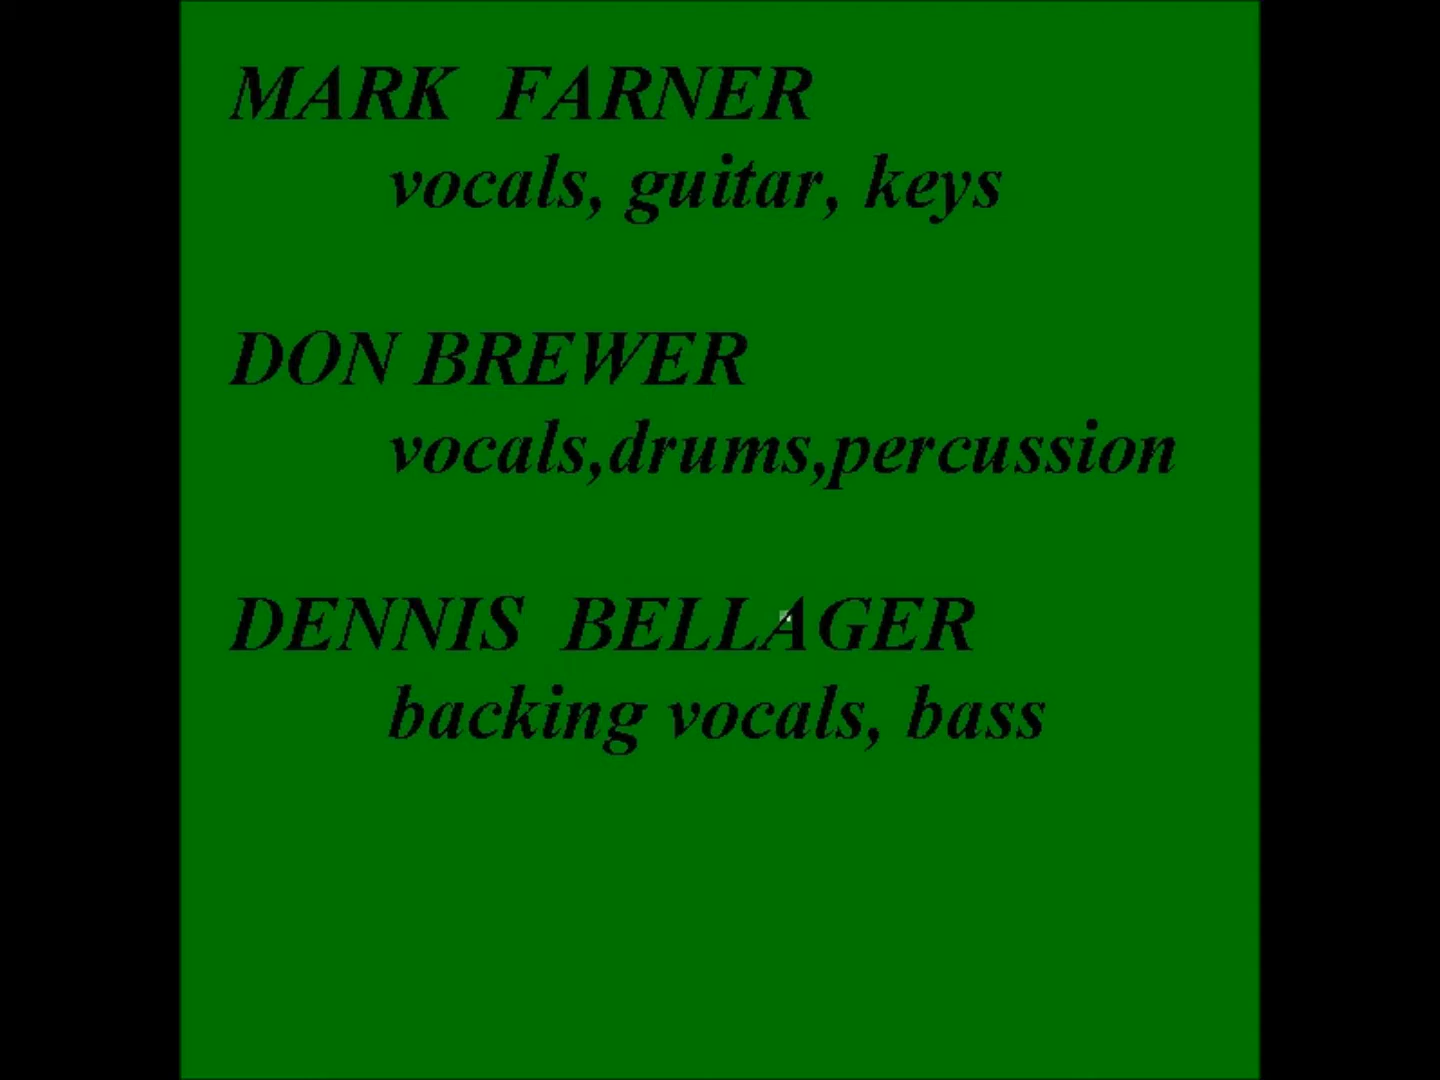 MARK FARNER
vocals, guitar, keys
DON BREWER
vocals,drums,percussion
DENNIS BELLAGER
backing vocals, bass